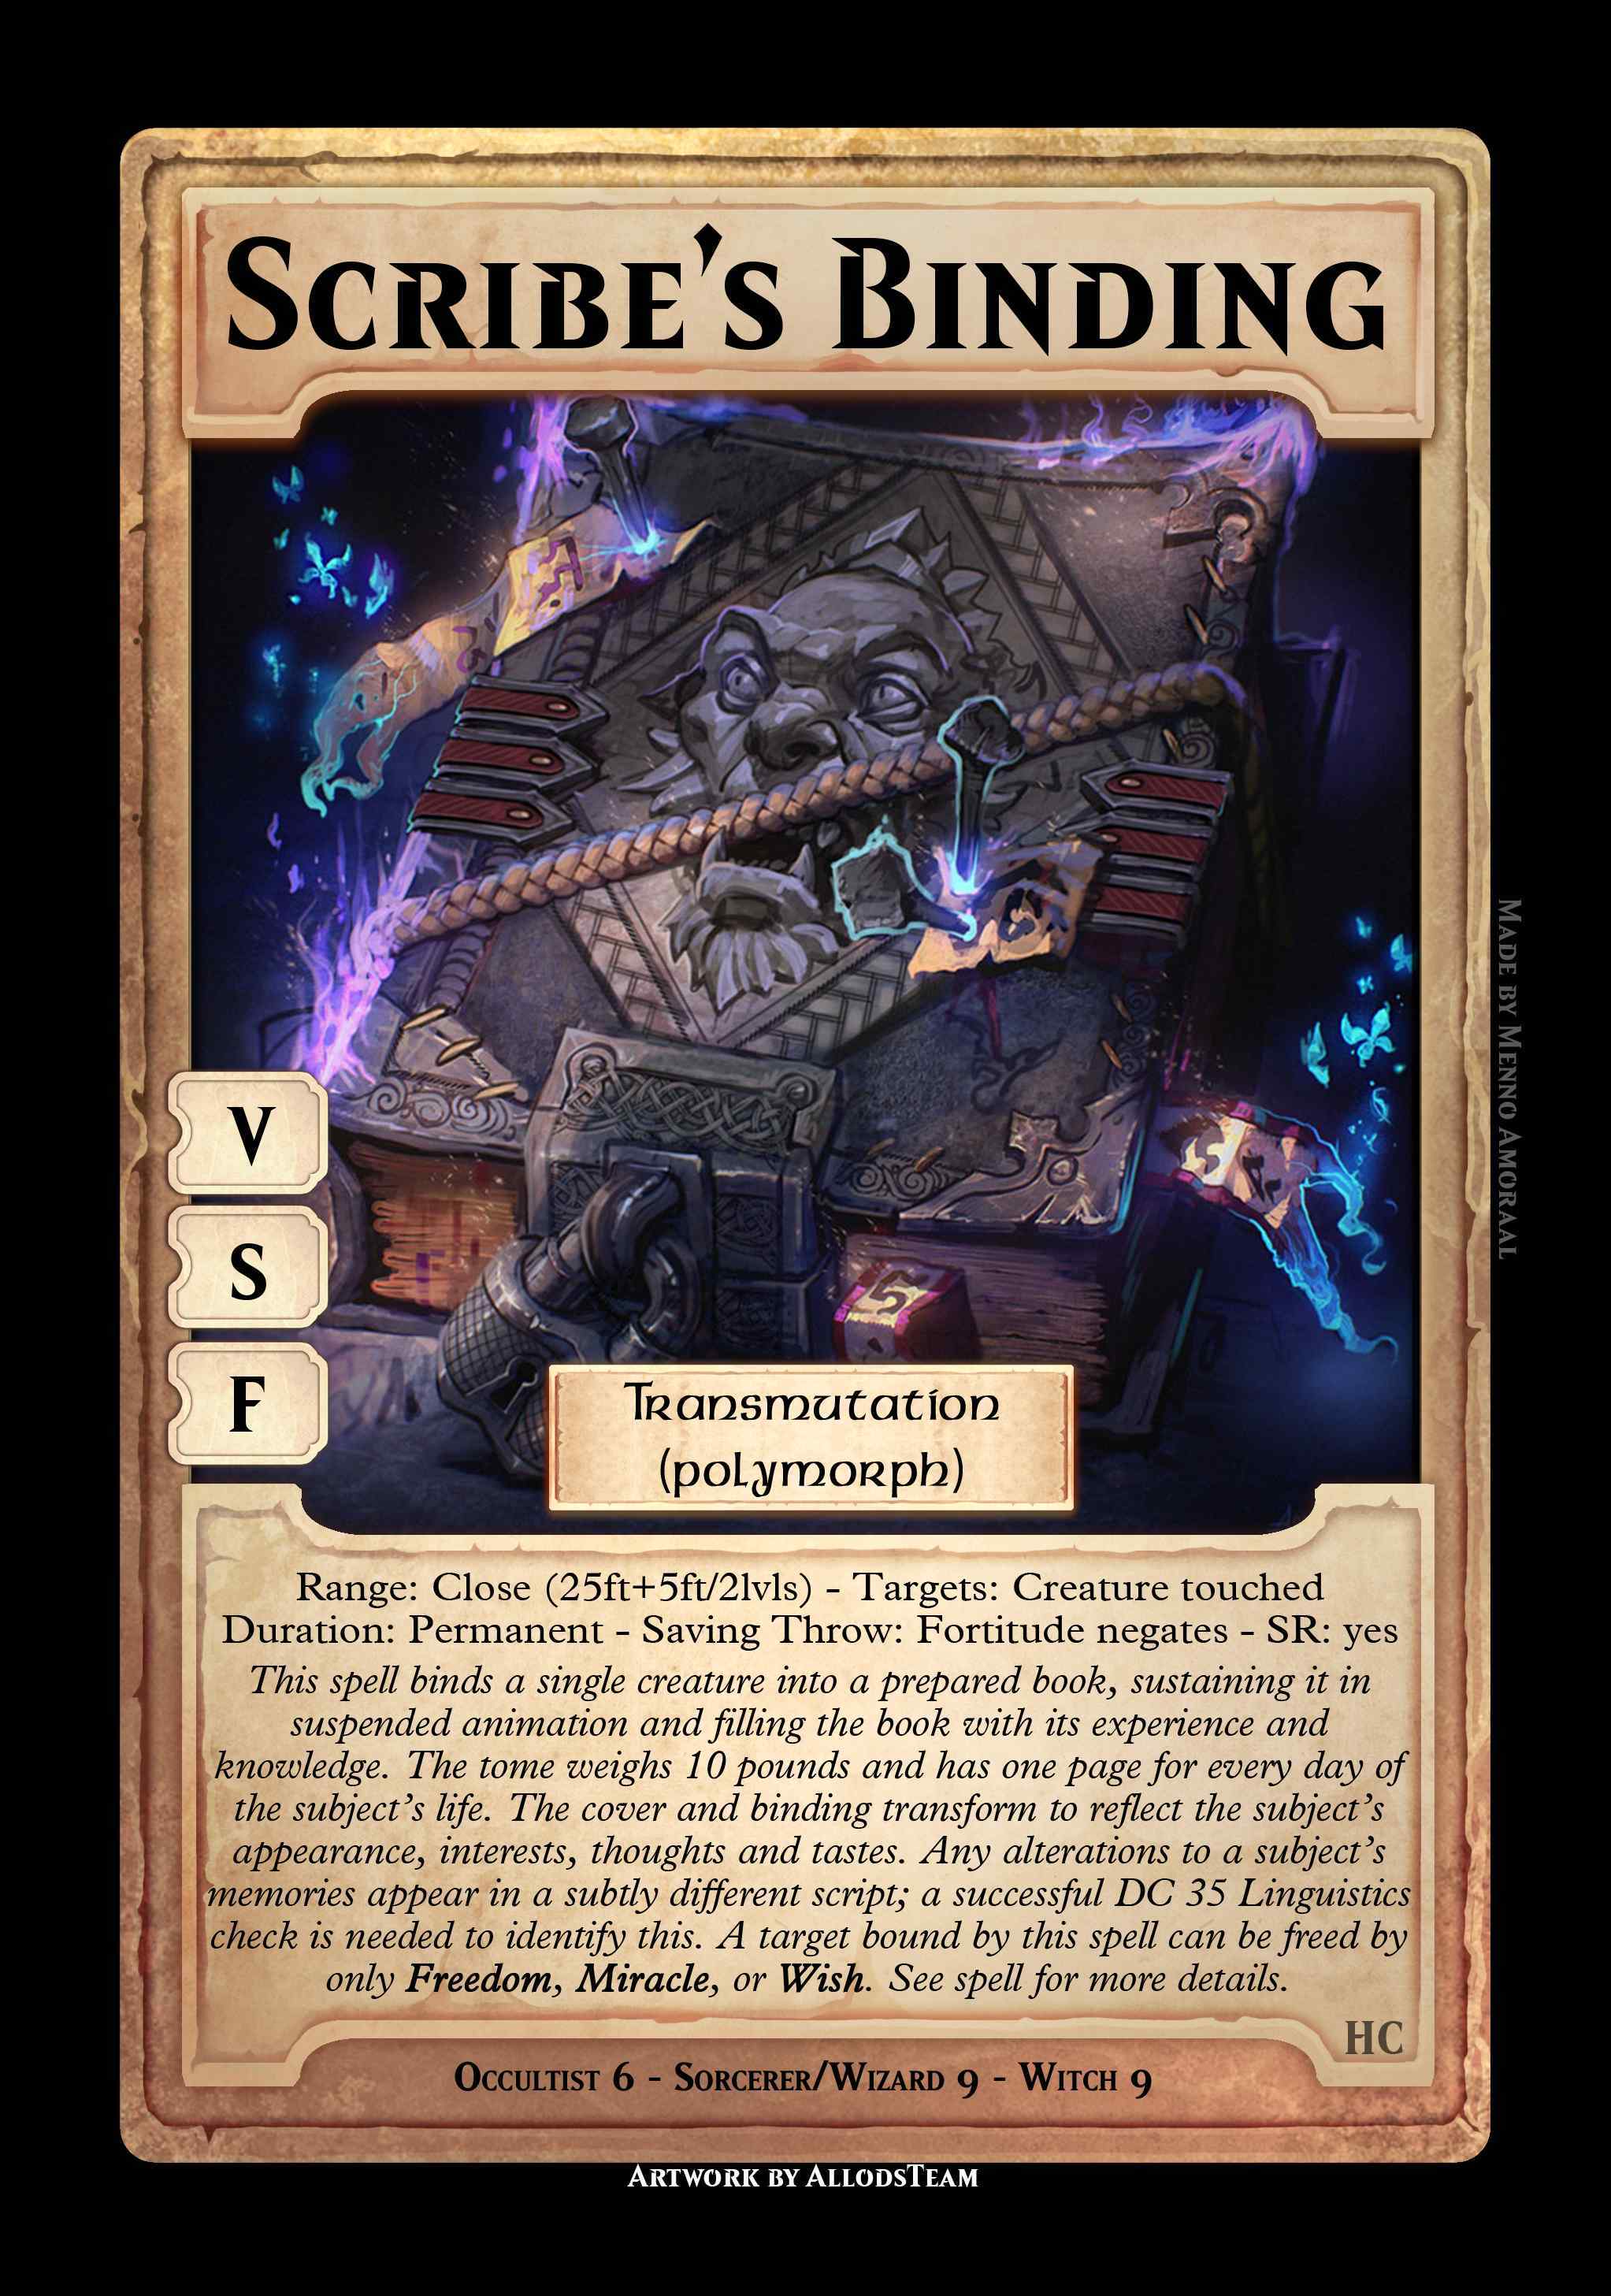 Scribe's Binding
V
S
F
Transmutation
(polymorph)
Range: Close (25ft+5ft/2lvls) - Targets: Creature touched
Duration: Permanent - Saving Throw: Fortitude negates - SR: yes
This spell binds a single creature into a prepared book, sustaining it in
suspended animation and filling the book with its experience and
knowledge. The tome weighs 10 pounds and has one page for every day of
the subject's life. The cover and binding transform to reflect the subject's
appearance, interests, thoughts and tastes. Any alterations to a subject's
memories appear in a subtly different script; a successful DC 35 Linguistics
check is needed to identify this. A target bound by this spell can be freed by
only Freedom, Miracle, or Wish. See spell for more details.
HC
Occultist 6 - Sorcerer/Wizard 9 - Witch 9
Artwork by AllodsTeam
Made by Menno Amoraal